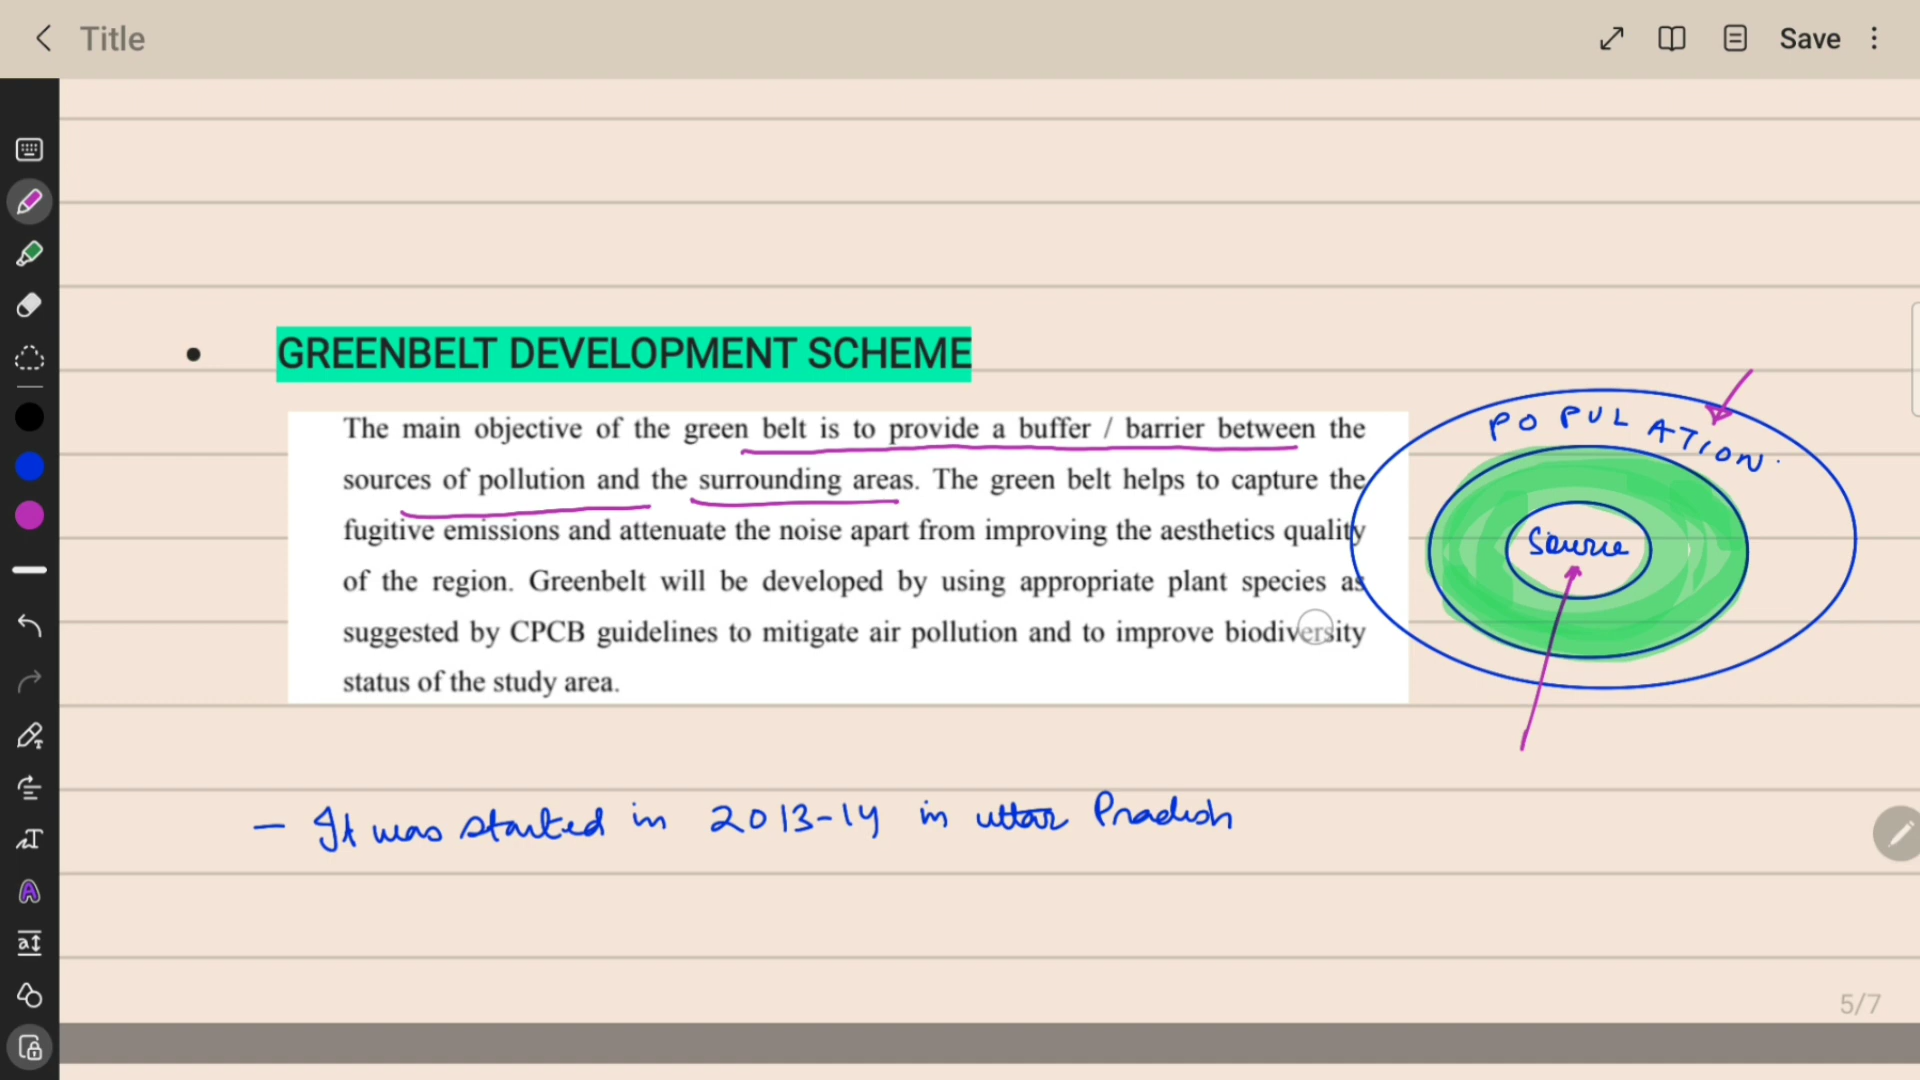 Title
Save
GREENBELT DEVELOPMENT SCHEME
The main objective of the green belt is to provide a buffer / barrier between the
sources of pollution and the surrounding areas. The green belt helps to capture the
fugitive emissions and attenuate the noise apart from improving the aesthetics quality
of the region. Greenbelt will be developed by using appropriate plant species as
suggested by CPCB guidelines to mitigate air pollution and to improve biodiversity
status of the study area.
POPULATION
Source
- It was started in 2013-14 in uttar Pradesh
5/7